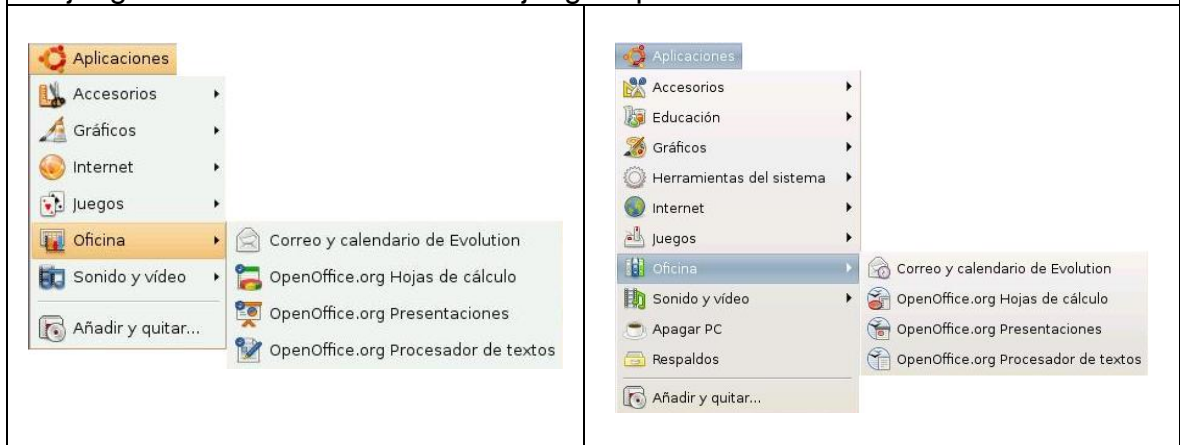 Aplicaciones
Accesorios
Gráficos
Internet
Juegos
Oficina
Sonido y vídeo
Añadir y quitar...
Correo y calendario de Evolution
OpenOffice.org Hojas de cálculo
OpenOffice.org Presentaciones
OpenOffice.org Procesador de textos
Aplicaciones
Accesorios
Educación
Gráficos
Herramientas del sistema
Internet
Juegos
Oficina
Sonido y vídeo
Apagar PC
Respaldos
Añadir y quitar...
Correo y calendario de Evolution
OpenOffice.org Hojas de cálculo
OpenOffice.org Presentaciones
OpenOffice.org Procesador de textos